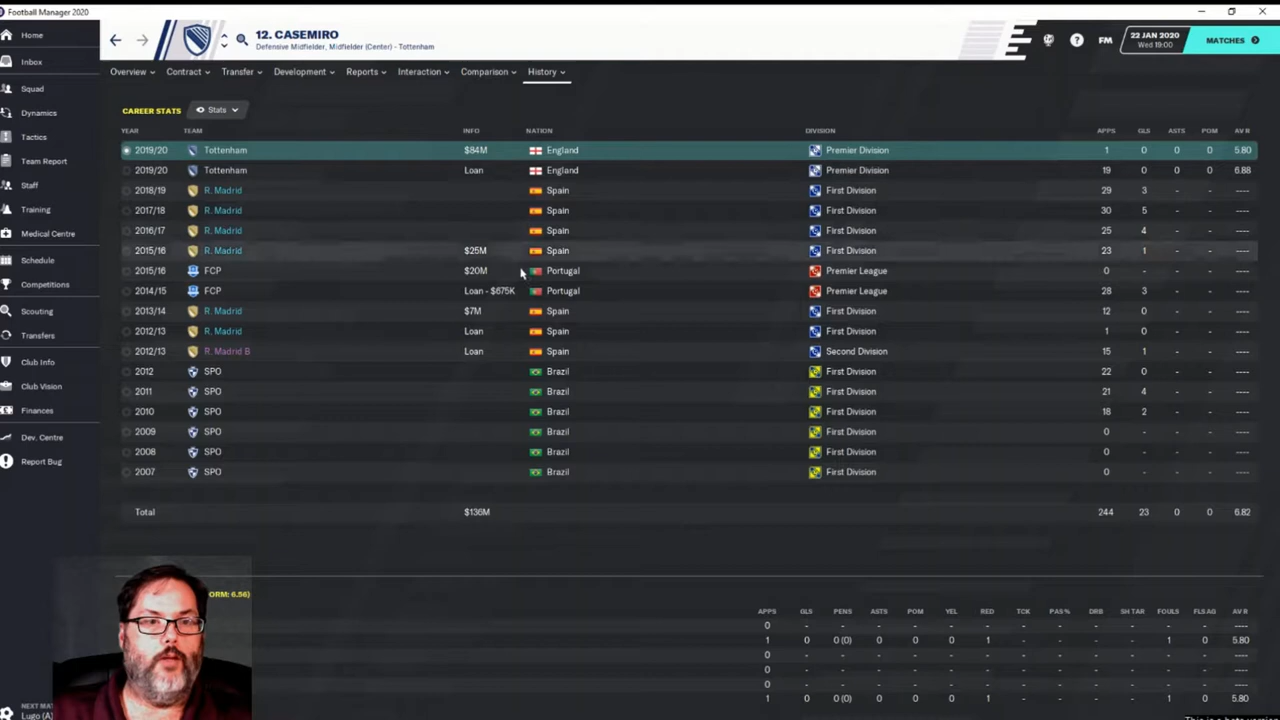 Football Manager 2020
12. CASEMIRO
Defensive Midfielder, Midfielder (Center) - Tottenham
FM
22 JAN 2020
Wed 19:00
MATCHES
Home
Inbox
Squad
Dynamics
Tactics
Team Report
Staff
Training
Medical Centre
Schedule
Competitions
Scouting
Transfers
Club Info
Club Vision
Finances
Dev. Centre
Report Bug
NEXT MA
Lugo (A)
Overview Contract Transfer Development Reports Interaction Comparison History
CAREER STATS Stats
YEAR TEAM INFO NATION DIVISION APPS GLS ASTS POM AV R
2019/20 Tottenham $84M England Premier Division 1 0 0 0 5.80
2019/20 Tottenham Loan England Premier Division 19 0 0 0 6.88
2018/19 R. Madrid Spain First Division 29 3 - - ----
2017/18 R. Madrid Spain First Division 30 5 - - ----
2016/17 R. Madrid Spain First Division 25 4 - - ----
2015/16 R. Madrid $25M Spain First Division 23 1 - - ----
2015/16 FCP $20M Portugal Premier League 0 - - - ----
2014/15 FCP Loan - $675K Portugal Premier League 28 3 - - ----
2013/14 R. Madrid $7M Spain First Division 12 0 - - ----
2012/13 R. Madrid Loan Spain First Division 1 0 - - ----
2012/13 R. Madrid B Loan Spain Second Division 15 1 - - ----
2012 SPO Brazil First Division 22 0 - - ----
2011 SPO Brazil First Division 21 4 - - ----
2010 SPO Brazil First Division 18 2 - - ----
2009 SPO Brazil First Division 0 - - - ----
2008 SPO Brazil First Division 0 - - - ----
2007 SPO Brazil First Division 0 - - - ----
Total $136M 244 23 0 0 6.82
ORM: 6.56)
APPS GLS PENS ASTS POM YEL RED TCK PAS % DRB SH TAR FOULS FLS AG AV R
0 - - - - - - - - - - - - ----
1 0 0 (0) 0 0 0 1 - - - - 1 0 5.80
0 - - - - - - - - - - - - ----
0 - - - - - - - - - - - - ----
0 - - - - - - - - - - - - ----
1 0 0 (0) 0 0 0 1 - - - - 1 0 5.80